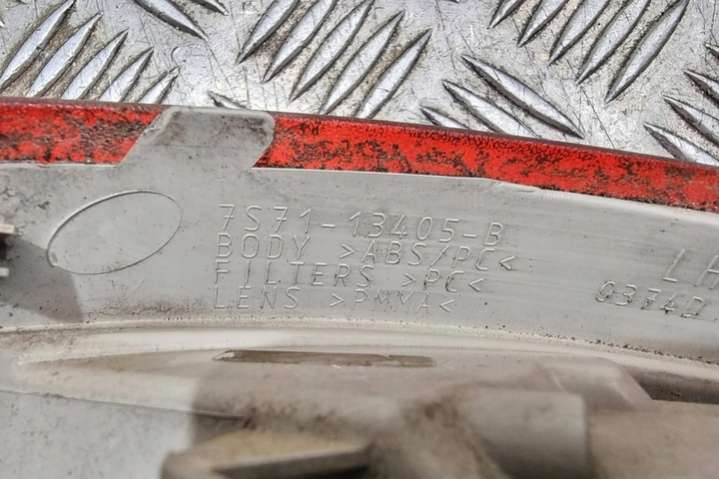 7S71-13405-B
BODY >ABS/PC<
FILTERS >PC<
LENS >PMMA<